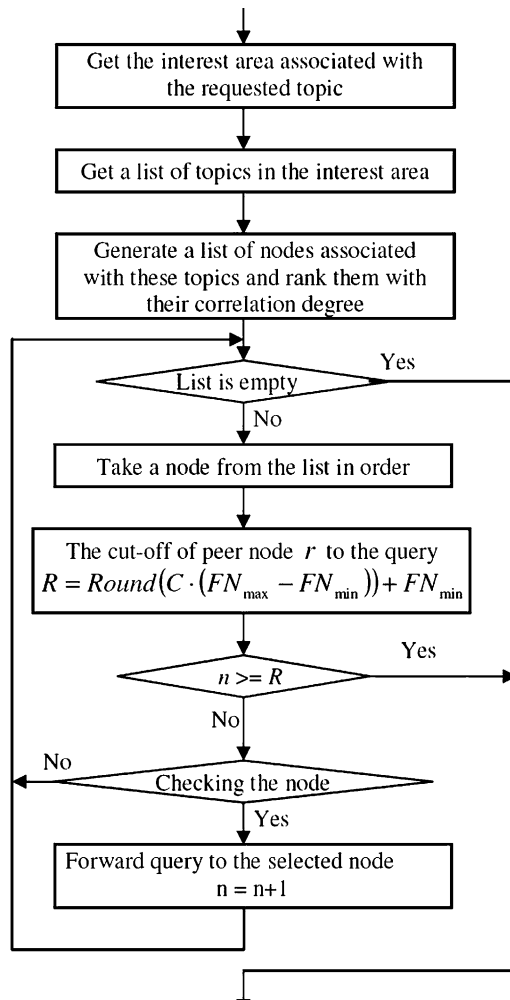 Get the interest area associated with
the requested topic
Get a list of topics in the interest area
Generate a list of nodes associated
with these topics and rank them with
their correlation degree
Yes
List is empty
No
Take a node from the list in order
The cut-off of peer node r to the query
R = Round(C · (FN_max − FN_min)) + FN_min
Yes
n >= R
No
No
Checking the node
Yes
Forward query to the selected node
n = n+1